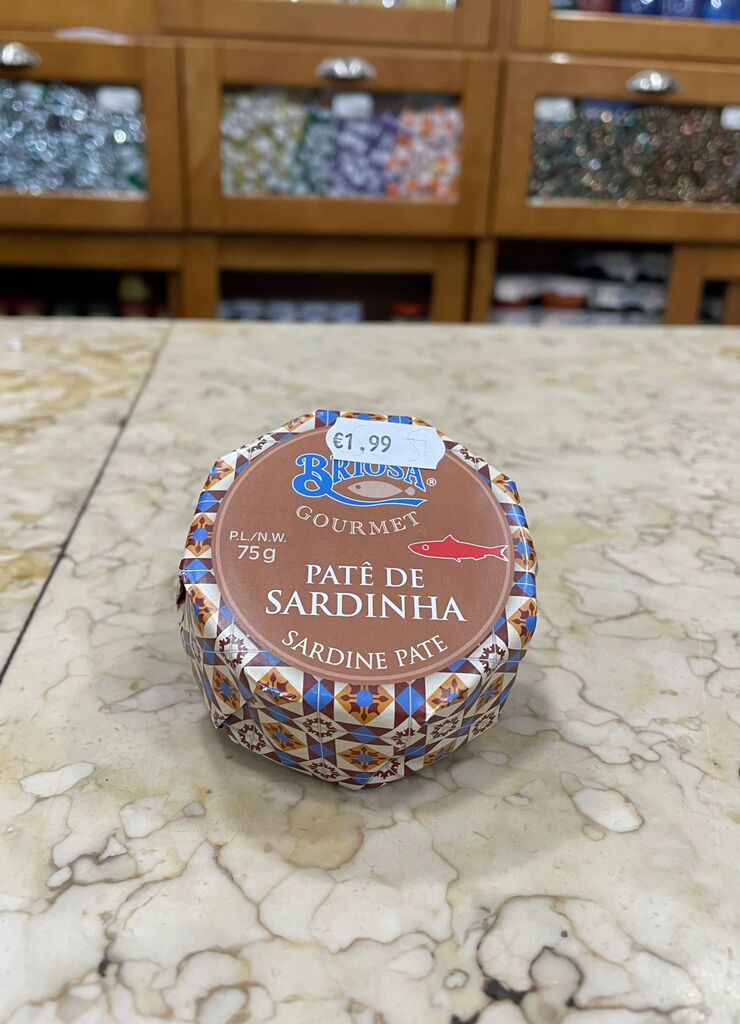 €1,99
BRIOSA®
GOURMET
P.L./N.W.
75g
PATÊ DE
SARDINHA
SARDINE PATE